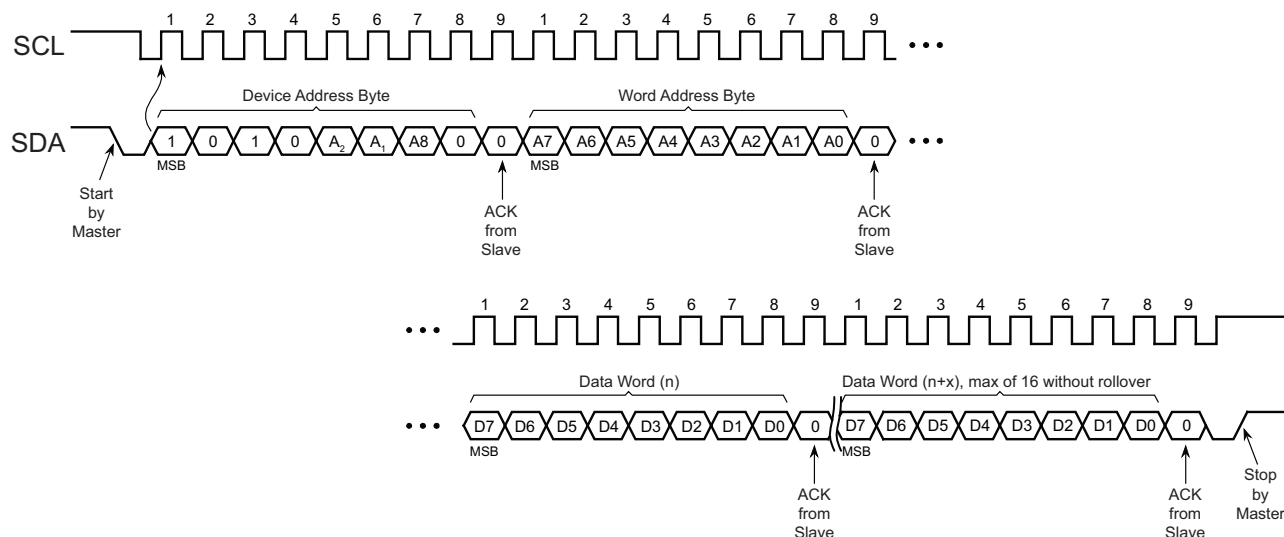 1 2 3 4 5 6 7 8 9 1 2 3 4 5 6 7 8 9
SCL
Device Address Byte Word Address Byte
SDA 1 0 1 0 A2 A1 A8 0 0 A7 A6 A5 A4 A3 A2 A1 A0 0
MSB MSB
Start
by
Master
ACK
from
Slave
ACK
from
Slave
1 2 3 4 5 6 7 8 9 1 2 3 4 5 6 7 8 9
Data Word (n) Data Word (n+x), max of 16 without rollover
D7 D6 D5 D4 D3 D2 D1 D0 0 D7 D6 D5 D4 D3 D2 D1 D0 0
MSB MSB
ACK
from
Slave
ACK
from
Slave
Stop
by
Master